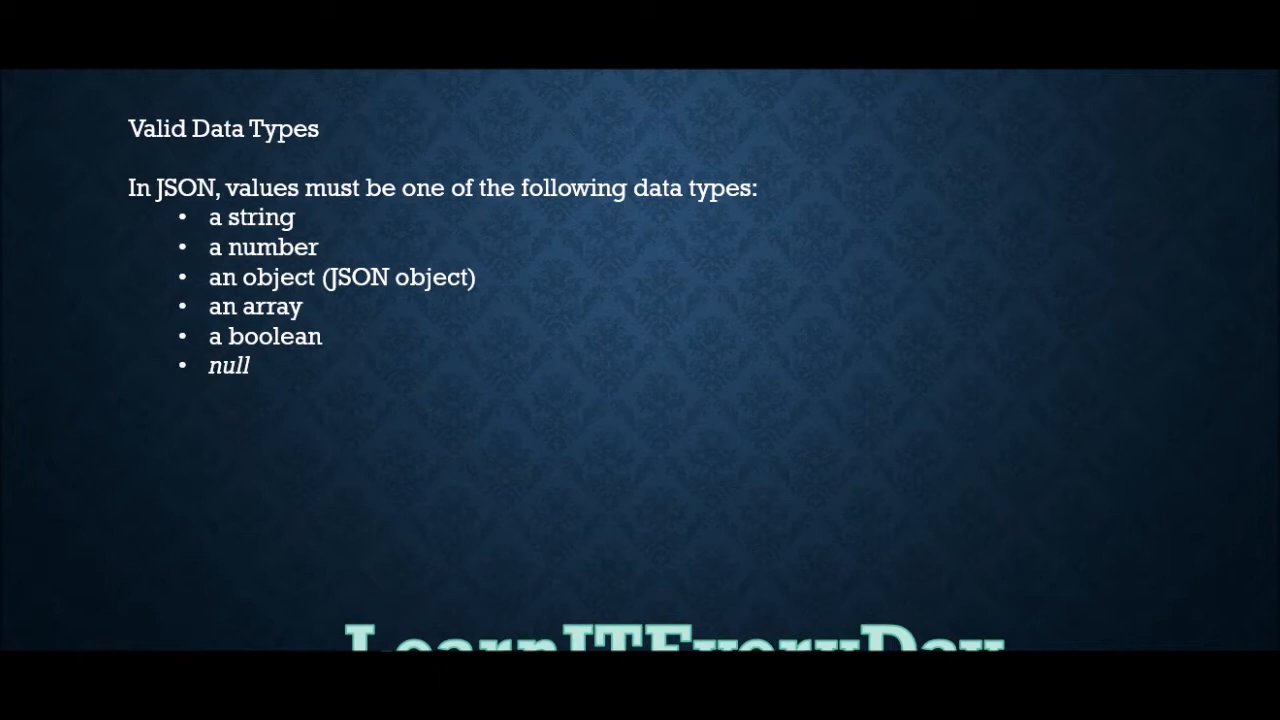 Valid Data Types
In JSON, values must be one of the following data types:
• a string
• a number
• an object (JSON object)
• an array
• a boolean
• null
LearnITEveryDay